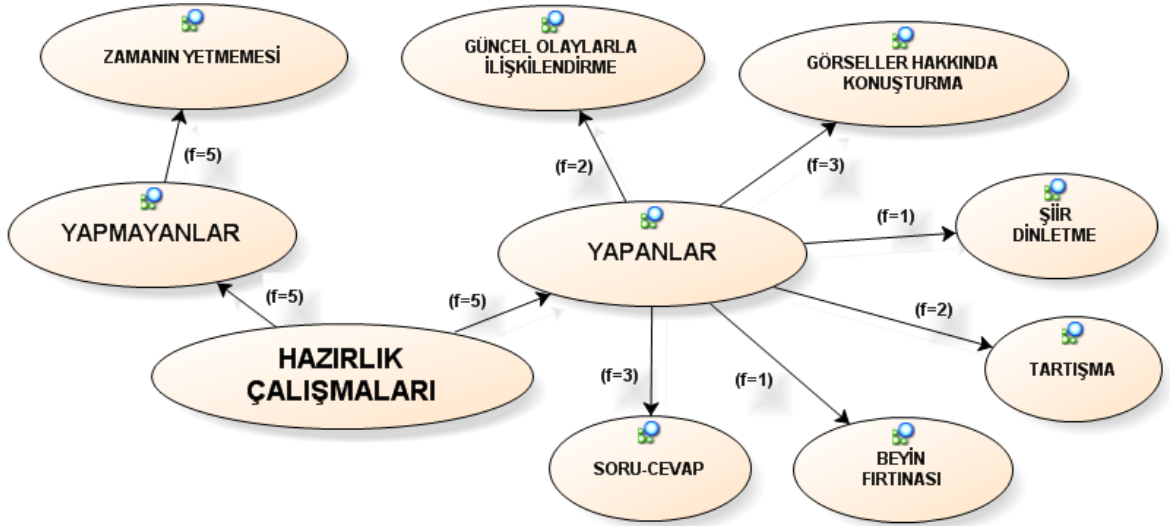 ZAMANIN YETMEMESİ
GÜNCEL OLAYLARLA
İLİŞKİLENDİRME
GÖRSELLER HAKKINDA
KONUŞTURMA
(f=5)
(f=2)
(f=3)
YAPMAYANLAR
YAPANLAR
(f=1)
ŞİİR
DİNLETME
(f=5)
(f=5)
(f=2)
HAZIRLIK
ÇALIŞMALARI
(f=3)
(f=1)
TARTIŞMA
SORU-CEVAP
BEYİN
FIRTINASI